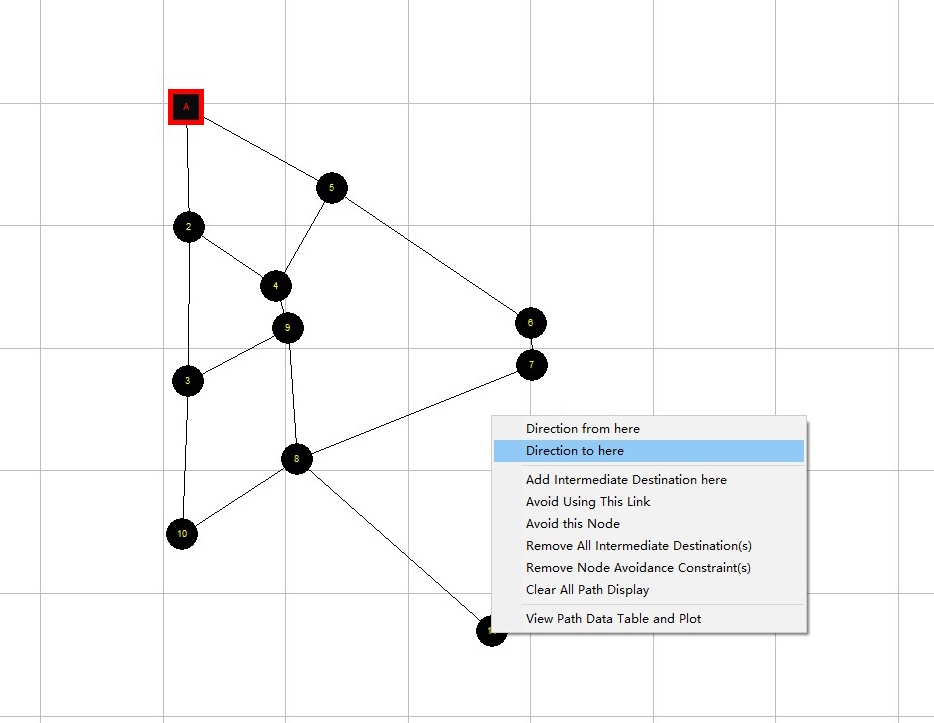 A
5
2
4
6
9
7
3
Direction from here
Direction to here
8
Add Intermediate Destination here
Avoid Using This Link
Avoid this Node
10
Remove All Intermediate Destination(s)
Remove Node Avoidance Constraint(s)
Clear All Path Display
View Path Data Table and Plot